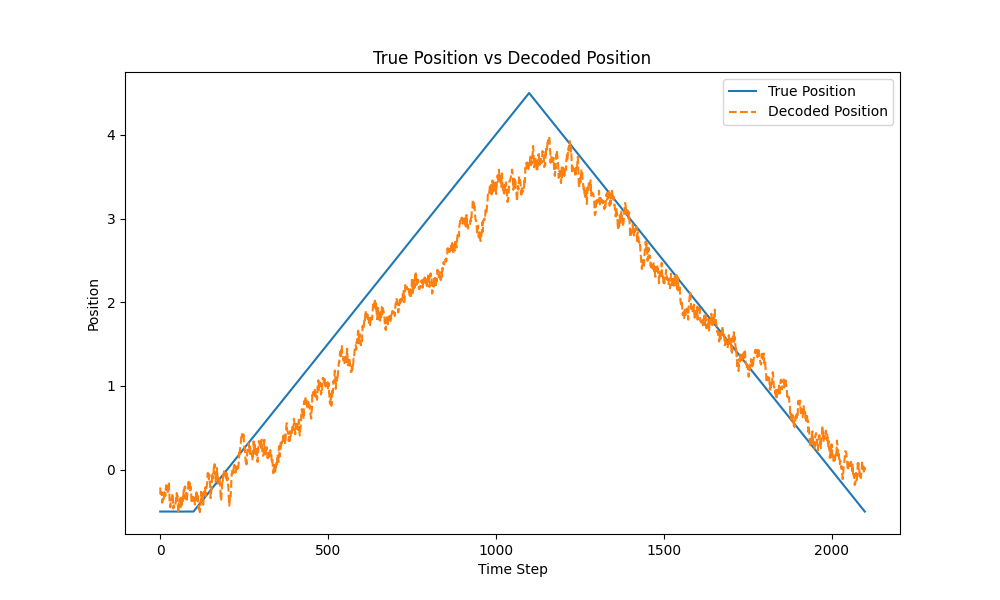 True Position vs Decoded Position
True Position
Decoded Position
4
3
2
1
0
Position
0 500 1000 1500 2000
Time Step